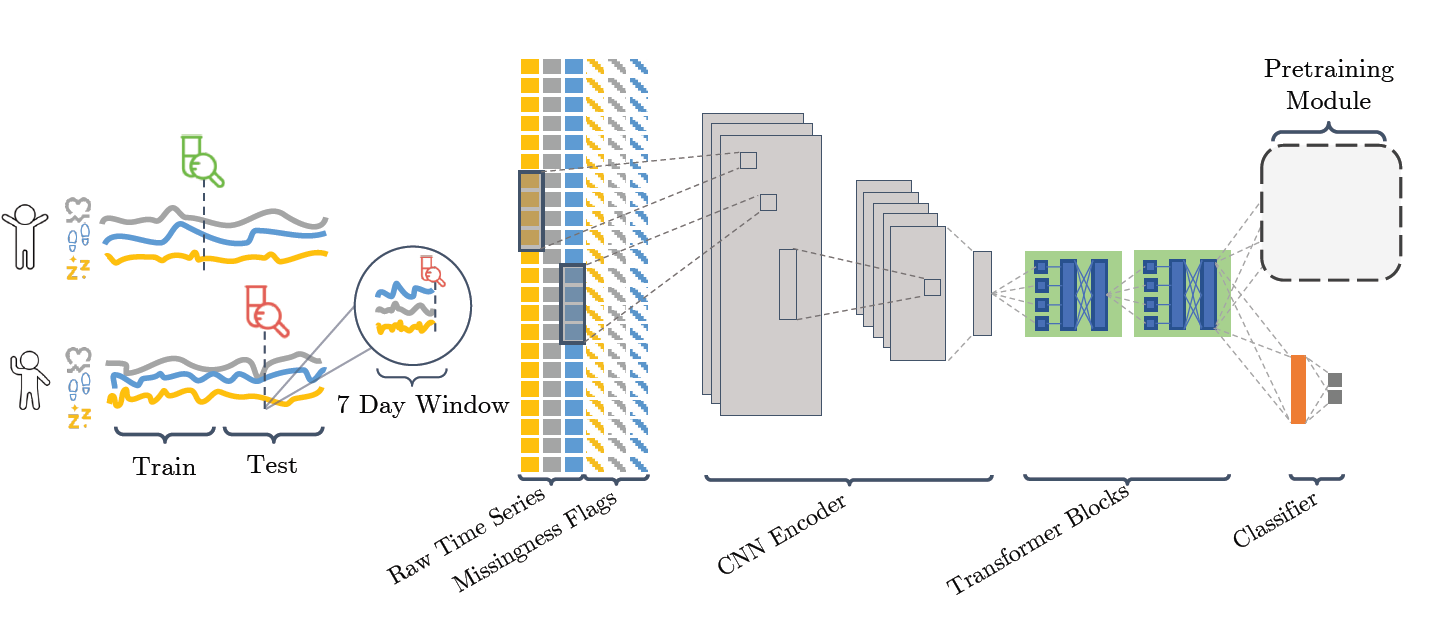 Pretraining
Module
7 Day Window
Train
Test
Raw Time Series
Missingness Flags
CNN Encoder
Transformer Blocks
Classifier